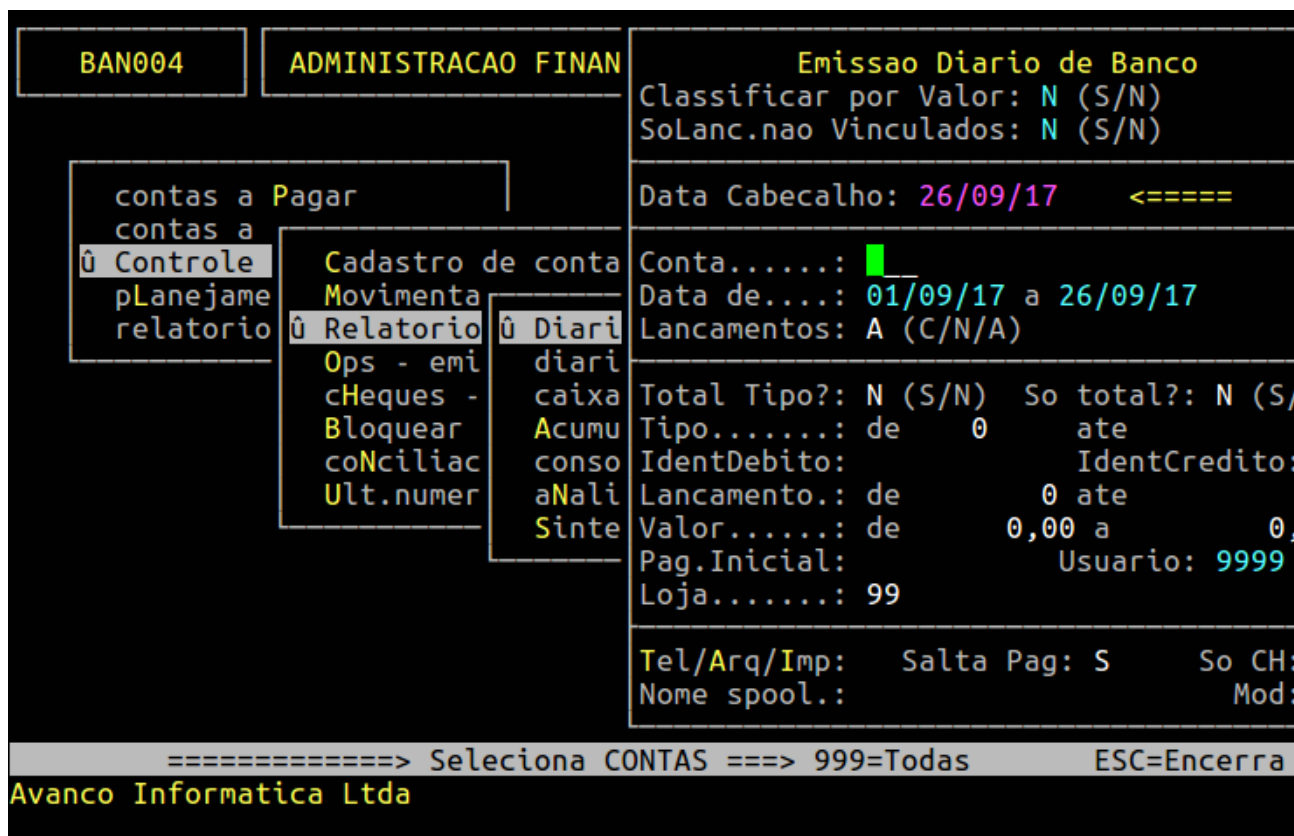 BAN004 ADMINISTRACAO FINAN
Emissao Diario de Banco
Classificar por Valor: N (S/N)
SoLanc.nao Vinculados: N (S/N)
Data Cabecalho: 26/09/17 <=====
contas a Pagar
contas a
û Controle
pLanejame
relatorio
Cadastro de conta
Movimenta
û Relatorio
Ops - emi
cHeques -
Bloquear
coNciliac
Ult.numer
û Diari
diari
caixa
Acumu
conso
aNali
Sinte
Conta......: __
Data de....: 01/09/17 a 26/09/17
Lancamentos: A (C/N/A)
Total Tipo?: N (S/N) So total?: N (S/
Tipo.......: de 0 ate
IdentDebito: IdentCredito:
Lancamento.: de 0 ate
Valor......: de 0,00 a 0,
Pag.Inicial: Usuario: 9999
Loja.......: 99
Tel/Arq/Imp: Salta Pag: S So CH:
Nome spool.: Mod:
=============> Seleciona CONTAS ===> 999=Todas ESC=Encerra
Avanco Informatica Ltda